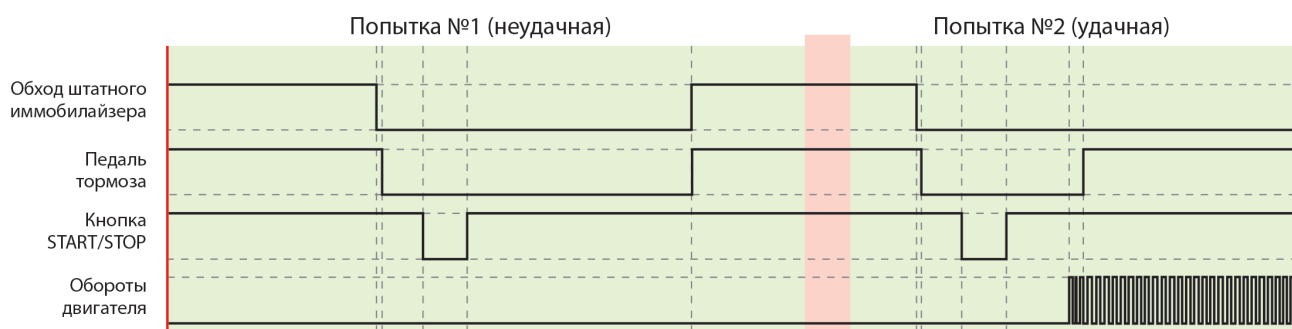 Попытка №1 (неудачная)
Попытка №2 (удачная)
Обход штатного
иммобилайзера
Педаль
тормоза
Кнопка
START/STOP
Обороты
двигателя